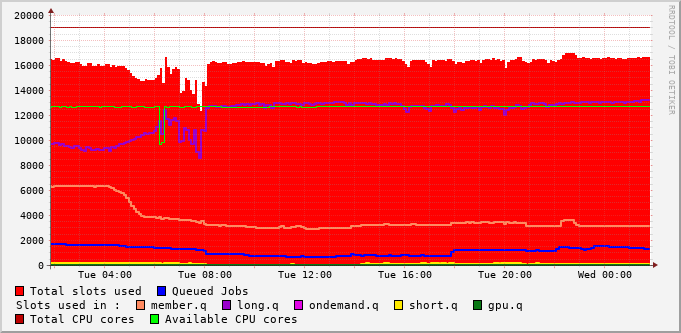 RRDTOOL / TOBI OETIKER
20000
18000
16000
14000
12000
10000
8000
6000
4000
2000
0
Tue 04:00 Tue 08:00 Tue 12:00 Tue 16:00 Tue 20:00 Wed 00:00
Total slots used Queued Jobs
Slots used in : member.q long.q ondemand.q short.q gpu.q
Total CPU cores Available CPU cores